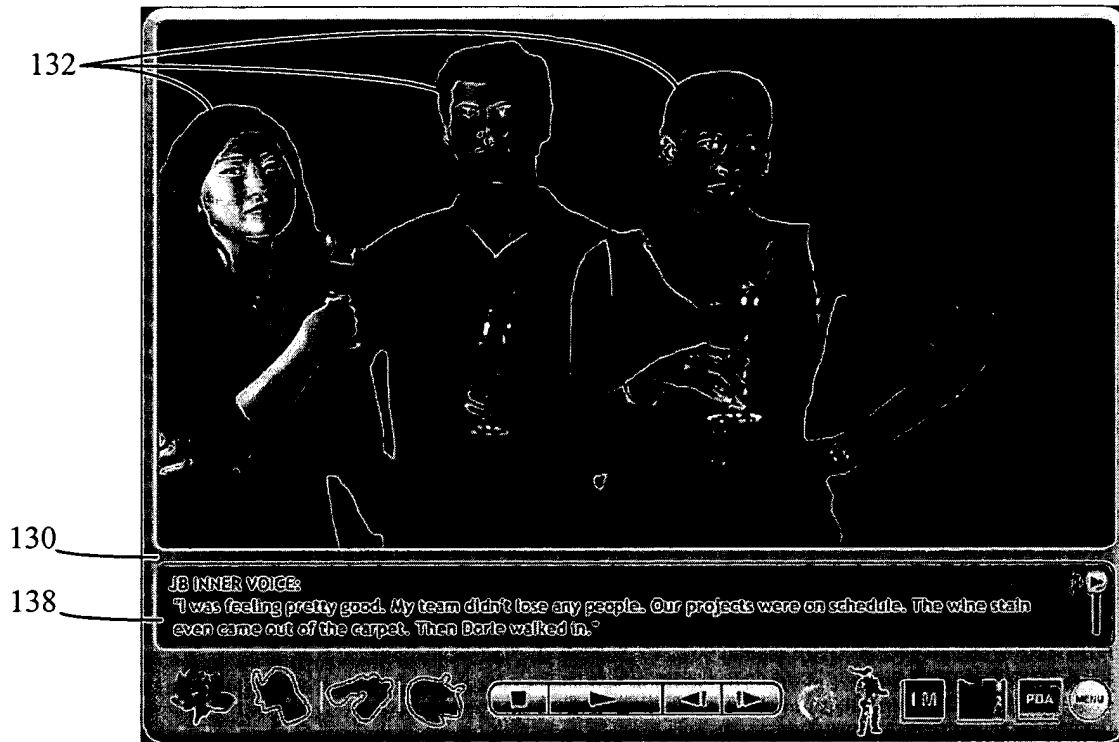 132
130
138
JB INNER VOICE:
"I was feeling pretty good. My team didn't lose any people. Our projects were on schedule. The wine stain
even came out of the carpet. Then Dorie walked in."
PDA
MENU